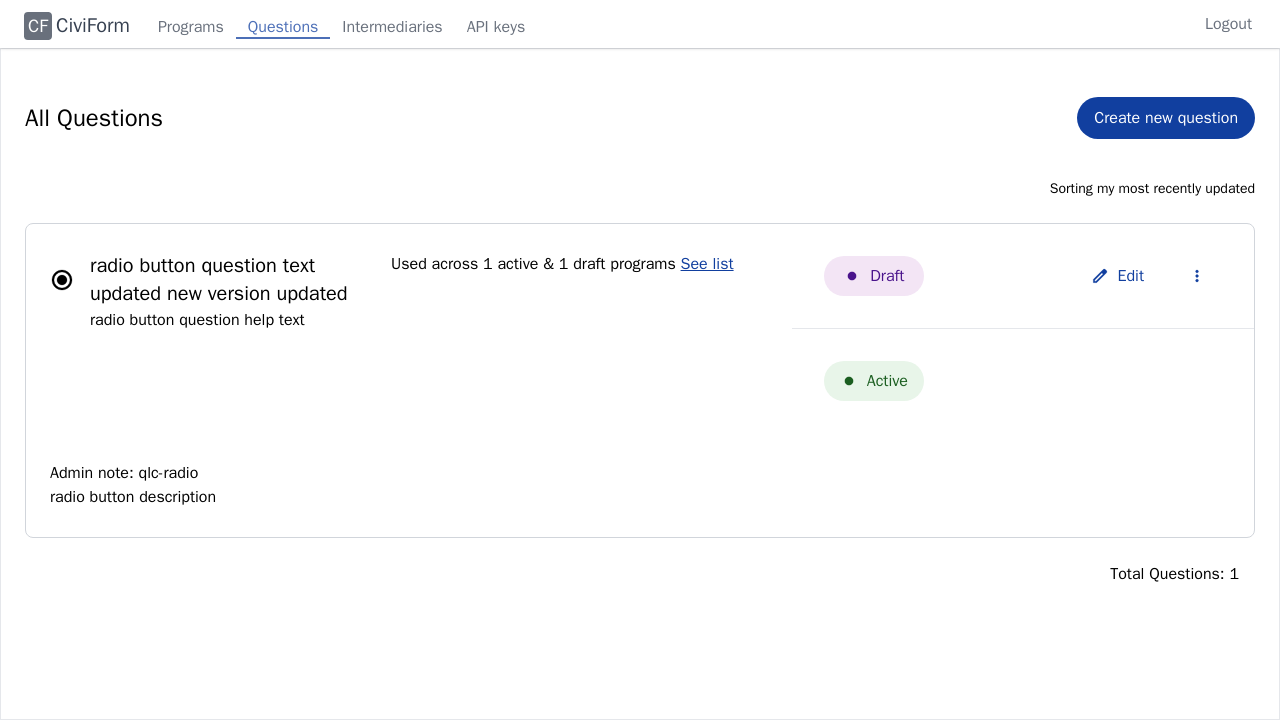 CF CiviForm Programs Questions Intermediaries API keys Logout
All Questions
Create new question
Sorting my most recently updated
radio button question text
updated new version updated
radio button question help text
Used across 1 active & 1 draft programs See list
Draft
Edit
Active
Admin note: qlc-radio
radio button description
Total Questions: 1